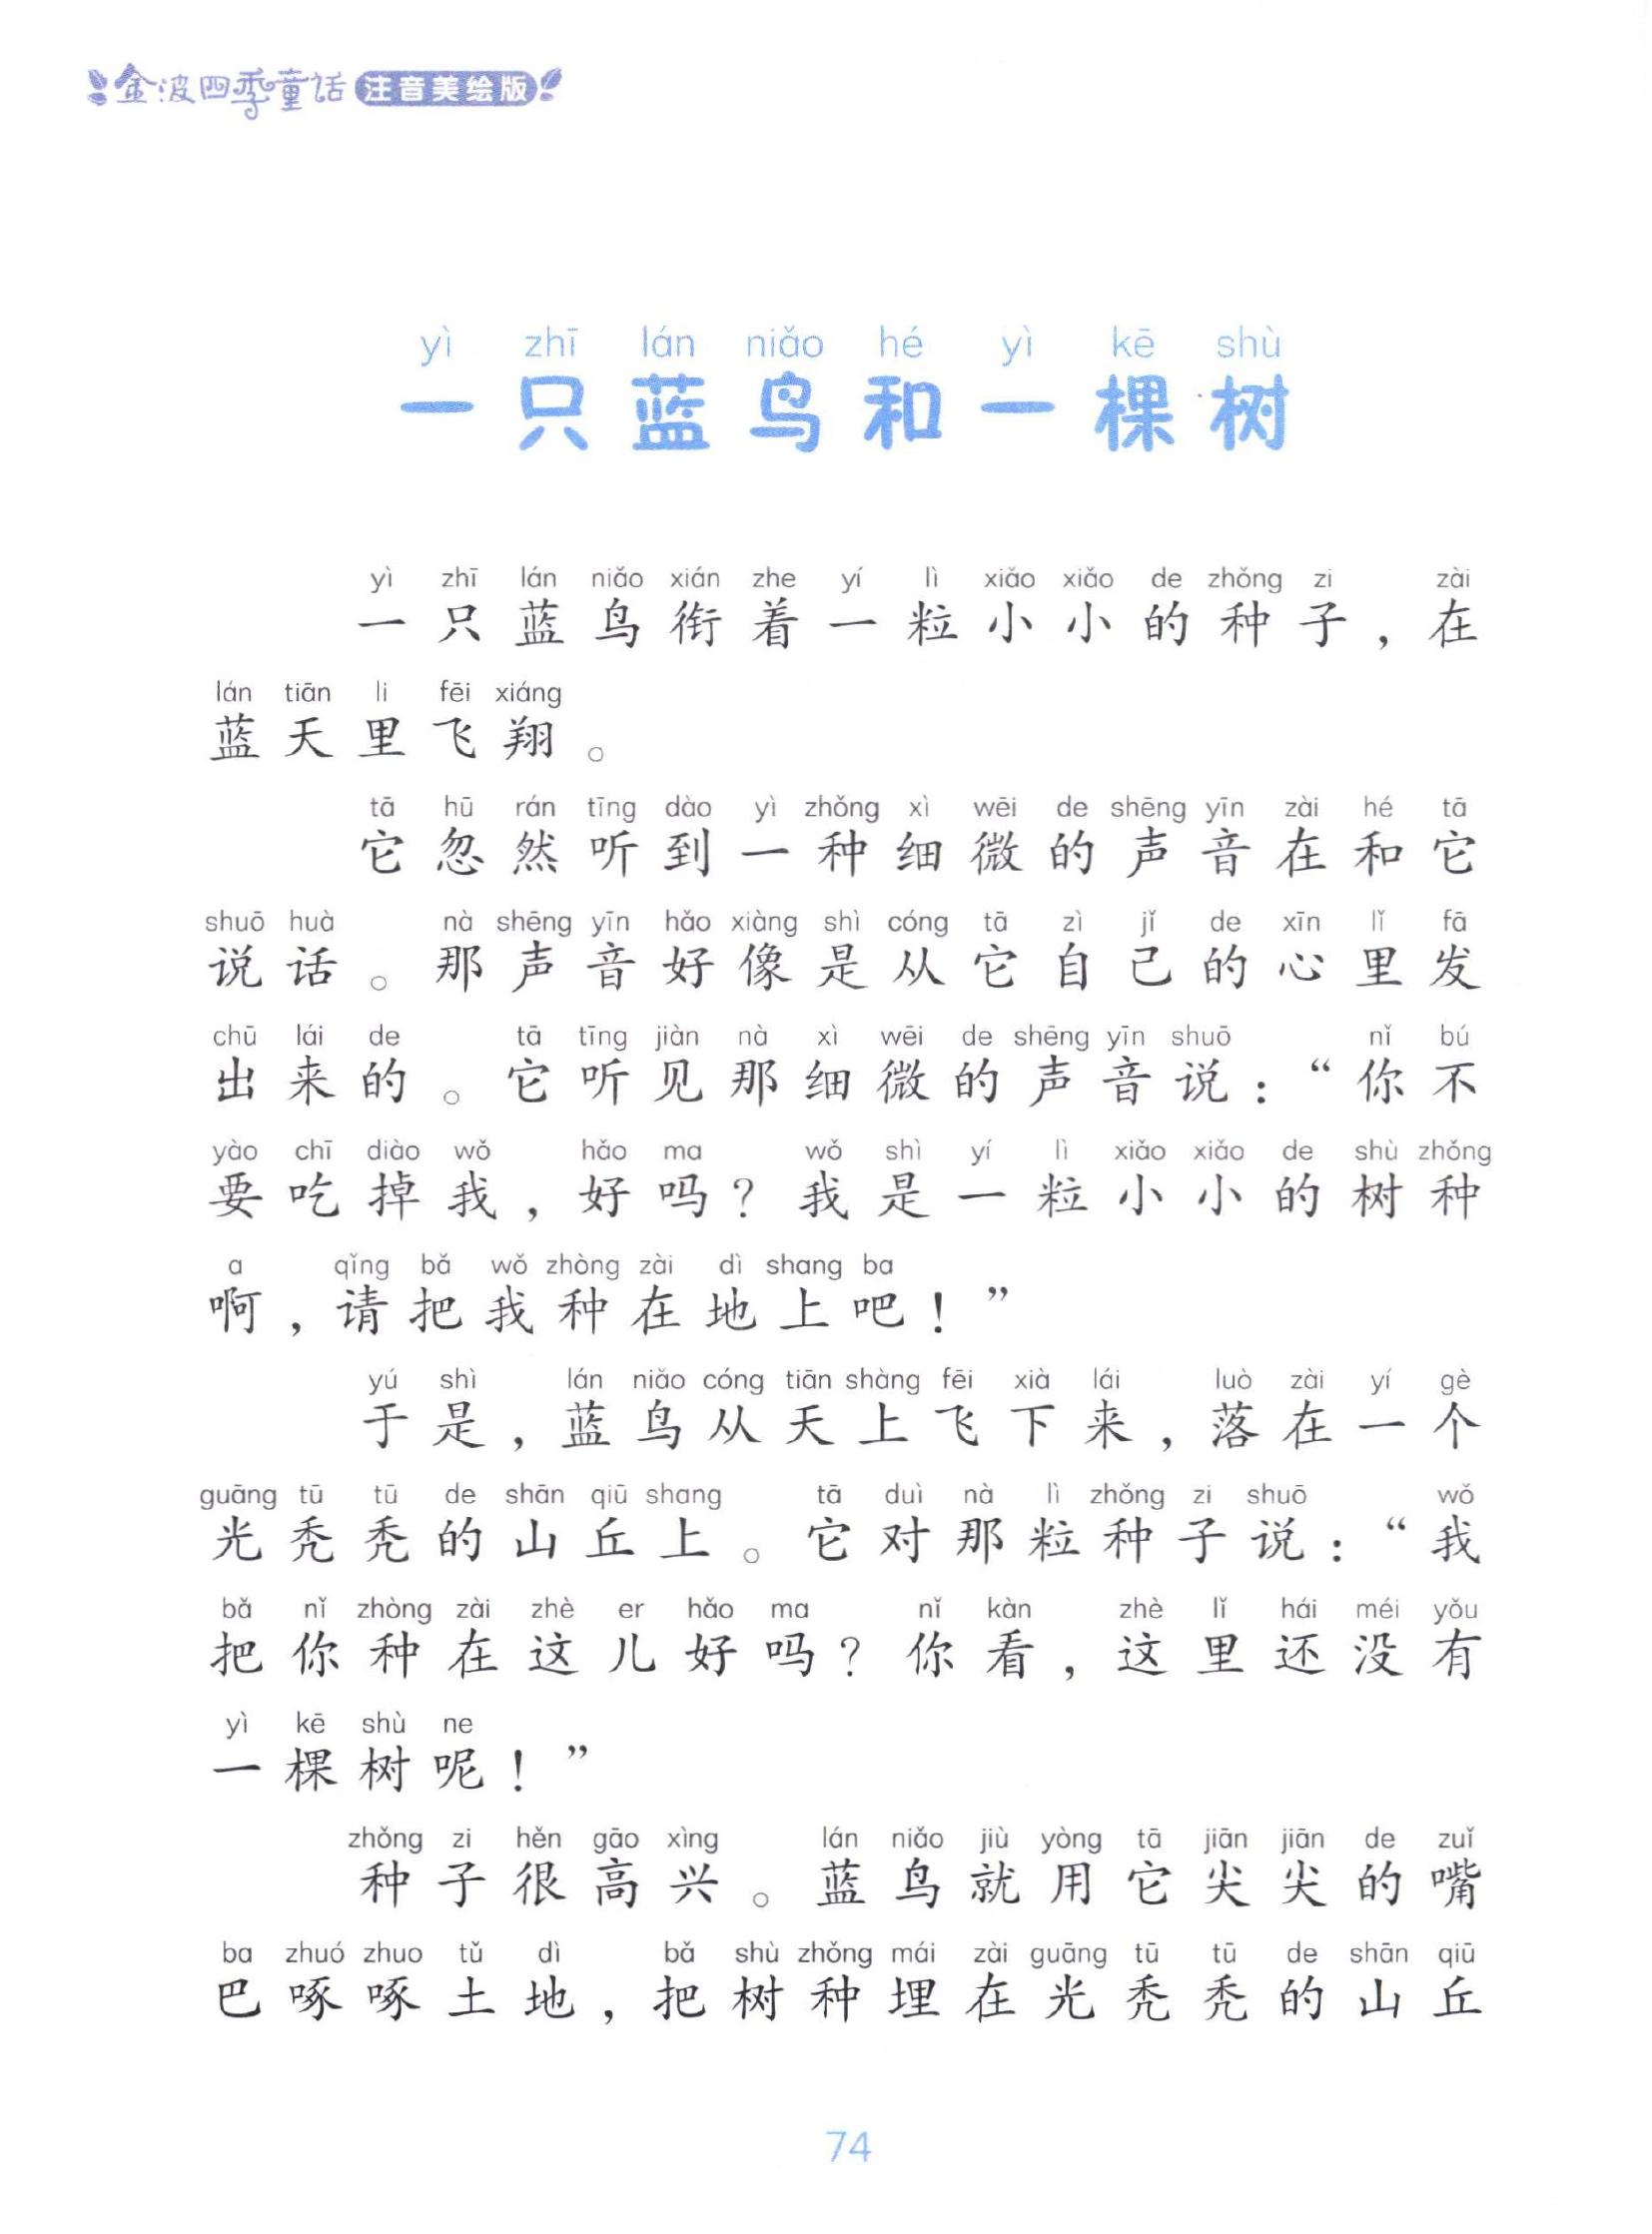 金波四季童话 注音美绘版
yì zhī lán niǎo hé yì kē shù
一只蓝鸟和一棵树
yì zhī lán niǎo xián zhe yí lì xiǎo xiǎo de zhǒng zi zài
一只蓝鸟衔着一粒小小的种子，在
lán tiān li fēi xiáng
蓝天里飞翔。
tā hū rán tīng dào yì zhǒng xì wēi de shēng yīn zài hé tā
它忽然听到一种细微的声音在和它
shuō huà nà shēng yīn hǎo xiàng shì cóng tā zì jǐ de xīn lǐ fā
说话。那声音好像是从它自己的心里发
chū lái de tā tīng jiàn nà xì wēi de shēng yīn shuō nǐ bú
出来的。它听见那细微的声音说：“你不
yào chī diào wǒ hǎo ma wǒ shì yí lì xiǎo xiǎo de shù zhǒng
要吃掉我，好吗？我是一粒小小的树种
a qǐng bǎ wǒ zhòng zài dì shang ba
啊，请把我种在地上吧！”
yú shì lán niǎo cóng tiān shàng fēi xià lái luò zài yí gè
于是，蓝鸟从天上飞下来，落在一个
guāng tū tū de shān qiū shang tā duì nà lì zhǒng zi shuō wǒ
光秃秃的山丘上。它对那粒种子说：“我
bǎ nǐ zhòng zài zhè er hǎo ma nǐ kàn zhè lǐ hái méi yǒu
把你种在这儿好吗？你看，这里还没有
yì kē shù ne
一棵树呢！”
zhǒng zi hěn gāo xìng lán niǎo jiù yòng tā jiān jiān de zuǐ
种子很高兴。蓝鸟就用它尖尖的嘴
ba zhuó zhuo tǔ dì bǎ shù zhǒng mái zài guāng tū tū de shān qiū
巴啄啄土地，把树种埋在光秃秃的山丘
74